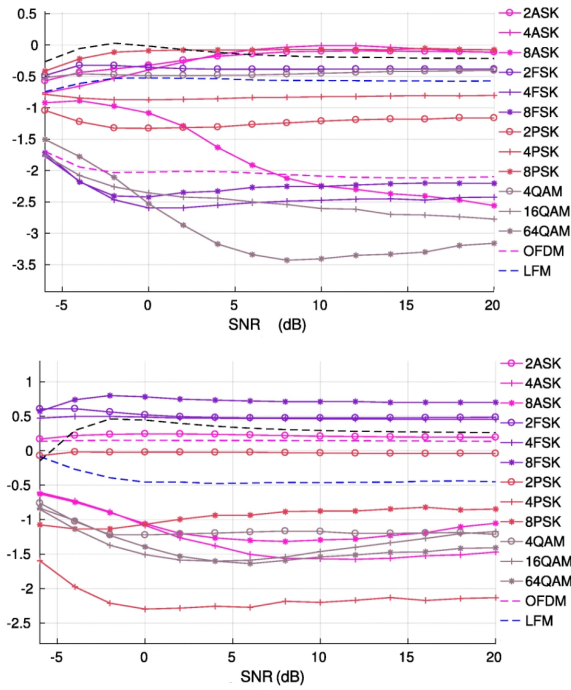 0.5
0
-0.5
-1
-1.5
-2
-2.5
-3
-3.5
-5
0
5
10
15
20
SNR (dB)
2ASK
4ASK
8ASK
2FSK
4FSK
8FSK
2PSK
4PSK
8PSK
4QAM
16QAM
64QAM
OFDM
LFM
1
0.5
0
-0.5
-1
-1.5
-2
-2.5
-5
0
5
10
15
20
SNR (dB)
2ASK
4ASK
8ASK
2FSK
4FSK
8FSK
2PSK
4PSK
8PSK
4QAM
16QAM
64QAM
OFDM
LFM